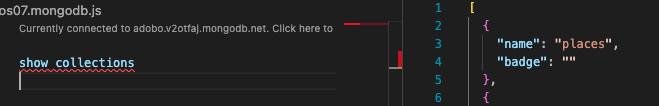 os07.mongodb.js
Currently connected to adobo.v2otfaj.mongodb.net. Click here to
show collections
1 [
2 {
3 "name": "places",
4 "badge": ""
5 },
6 {